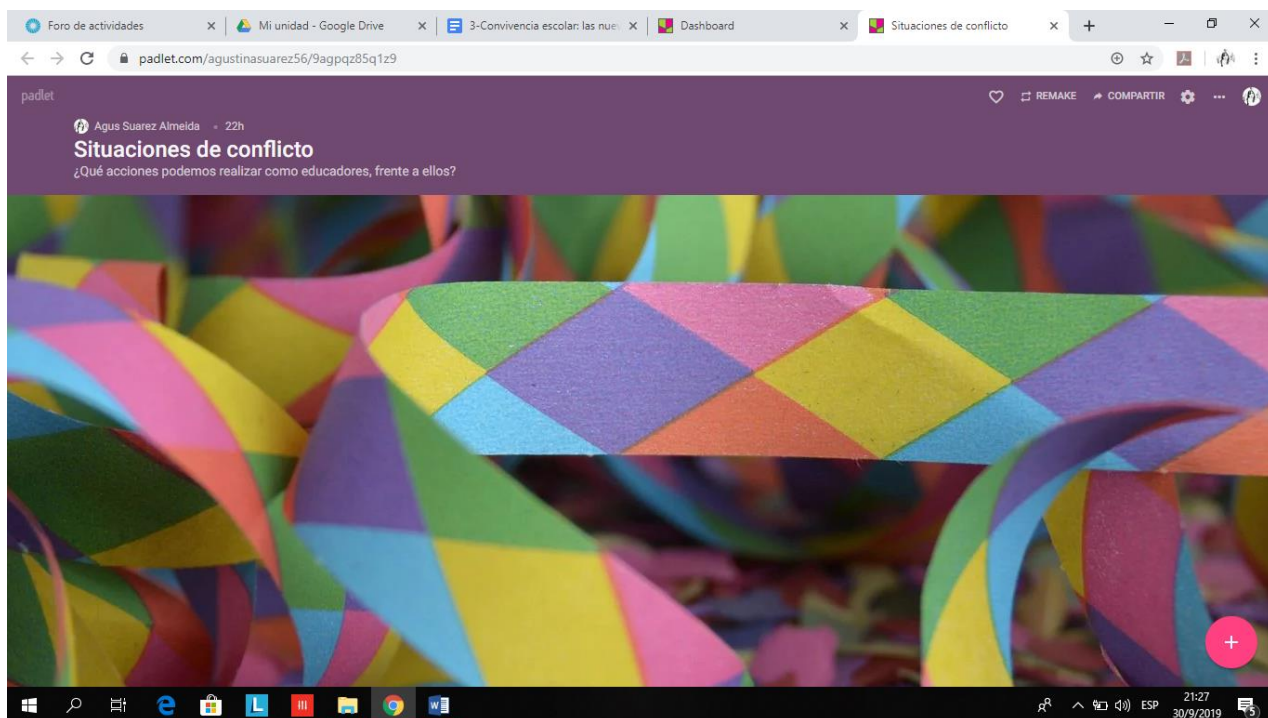 Foro de actividades
Mi unidad - Google Drive
3-Convivencia escolar: las nue
Dashboard
Situaciones de conflicto
padlet.com/agustinasuarez56/9agpqz85q1z9
padlet
REMAKE
COMPARTIR
Agus Suarez Almeida • 22h
Situaciones de conflicto
¿Qué acciones podemos realizar como educadores, frente a ellos?
ESP
21:27
30/9/2019
5